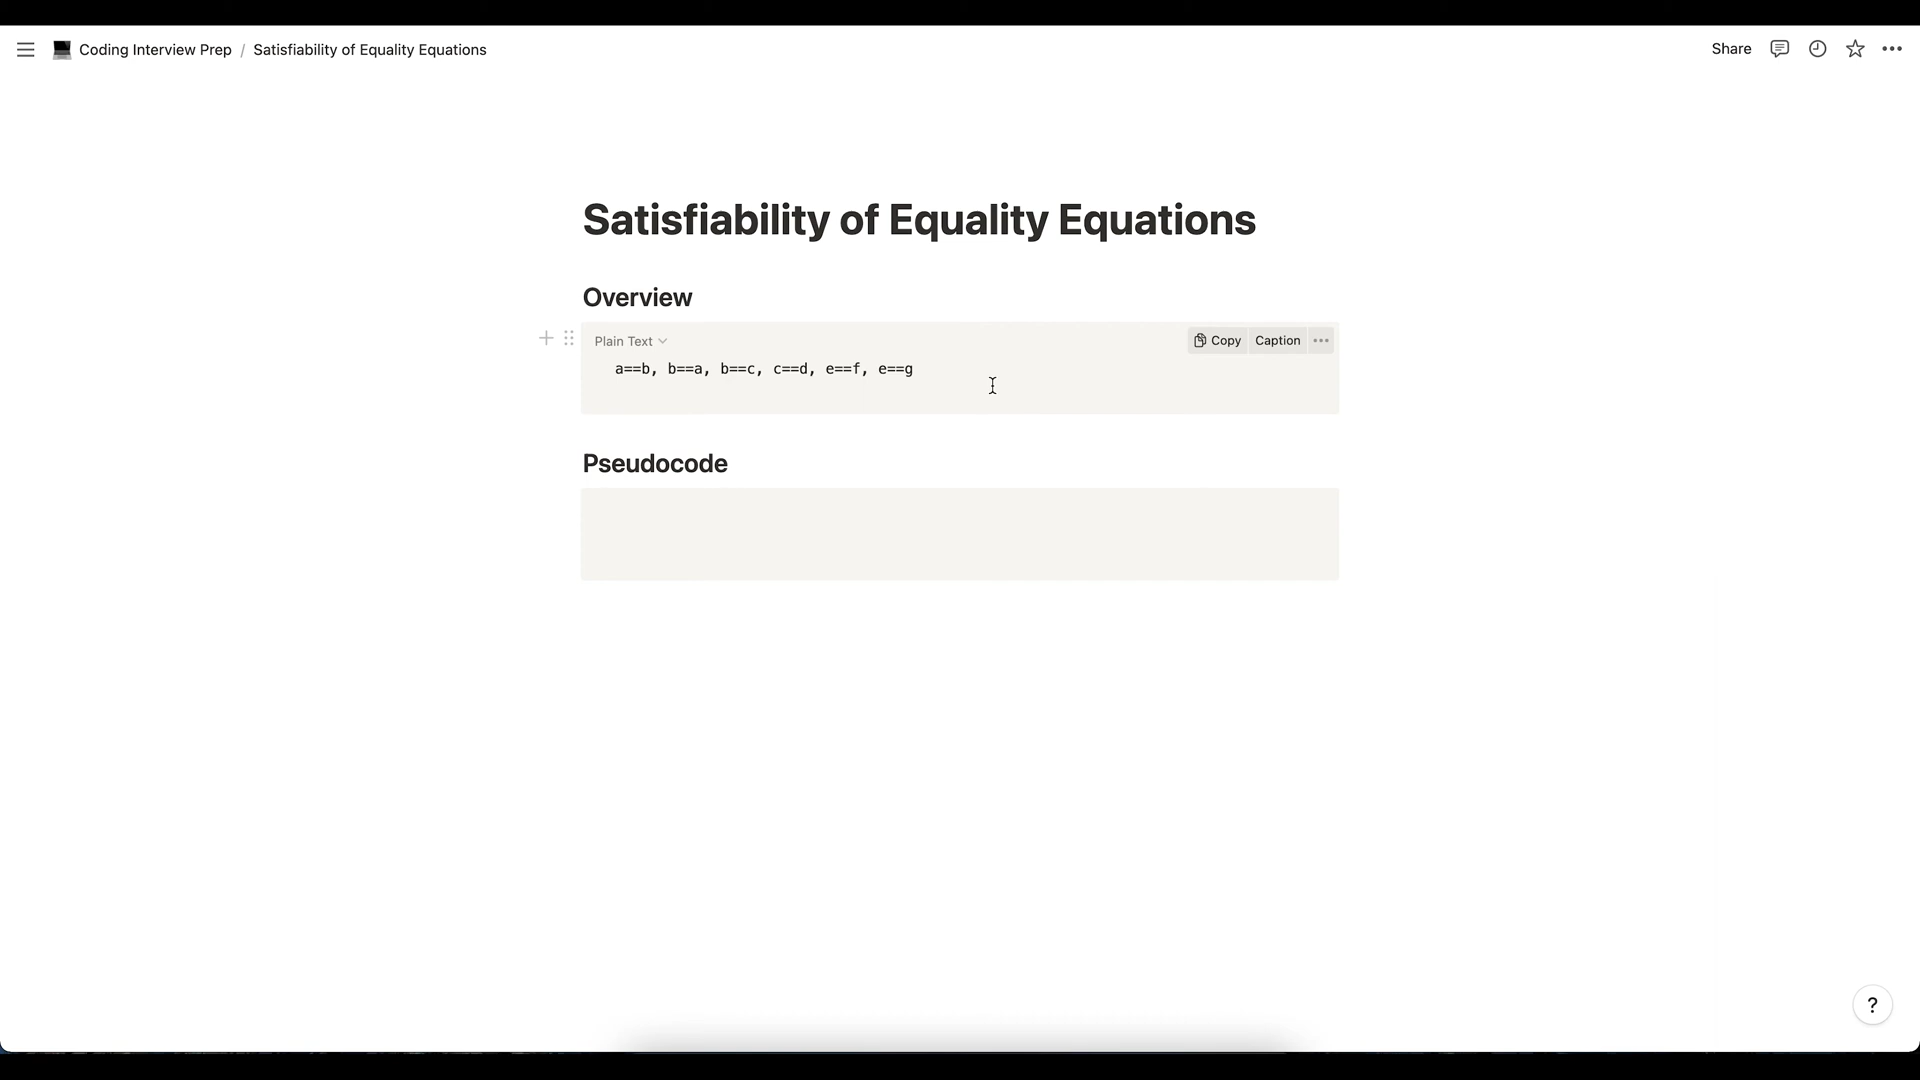 Coding Interview Prep / Satisfiability of Equality Equations
Share
Satisfiability of Equality Equations
Overview
Plain Text
Copy Caption
a==b, b==a, b==c, c==d, e==f, e==g
Pseudocode
?